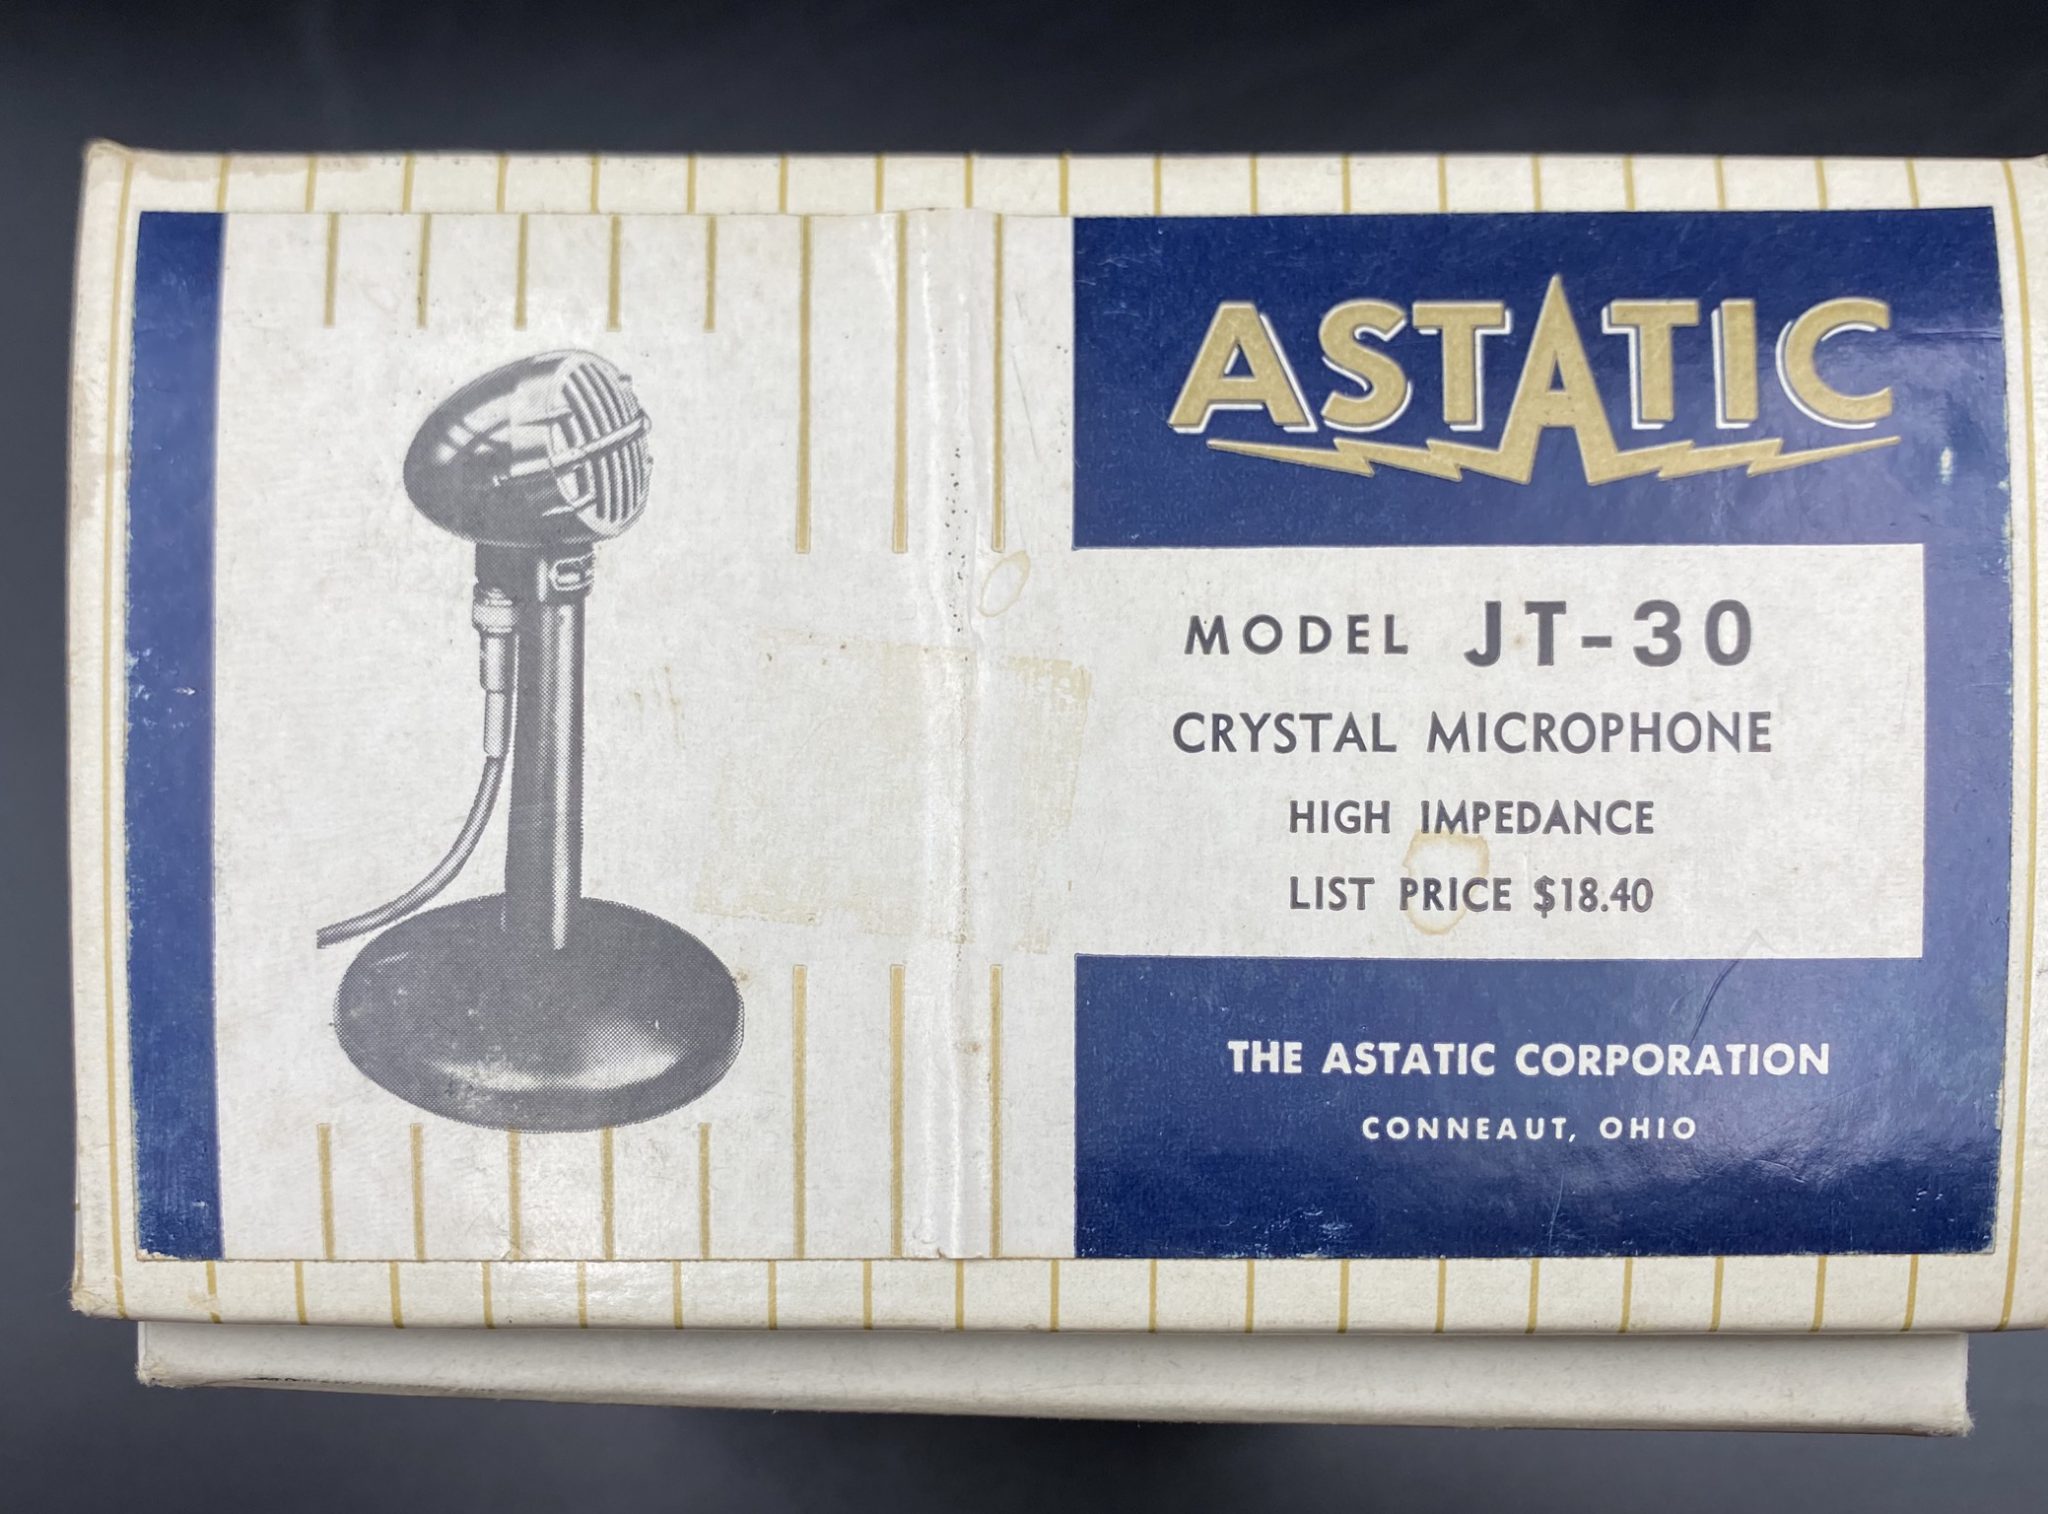 ASTATIC
MODEL JT-30
CRYSTAL MICROPHONE
HIGH IMPEDANCE
LIST PRICE $18.40
THE ASTATIC CORPORATION
CONNEAUT, OHIO